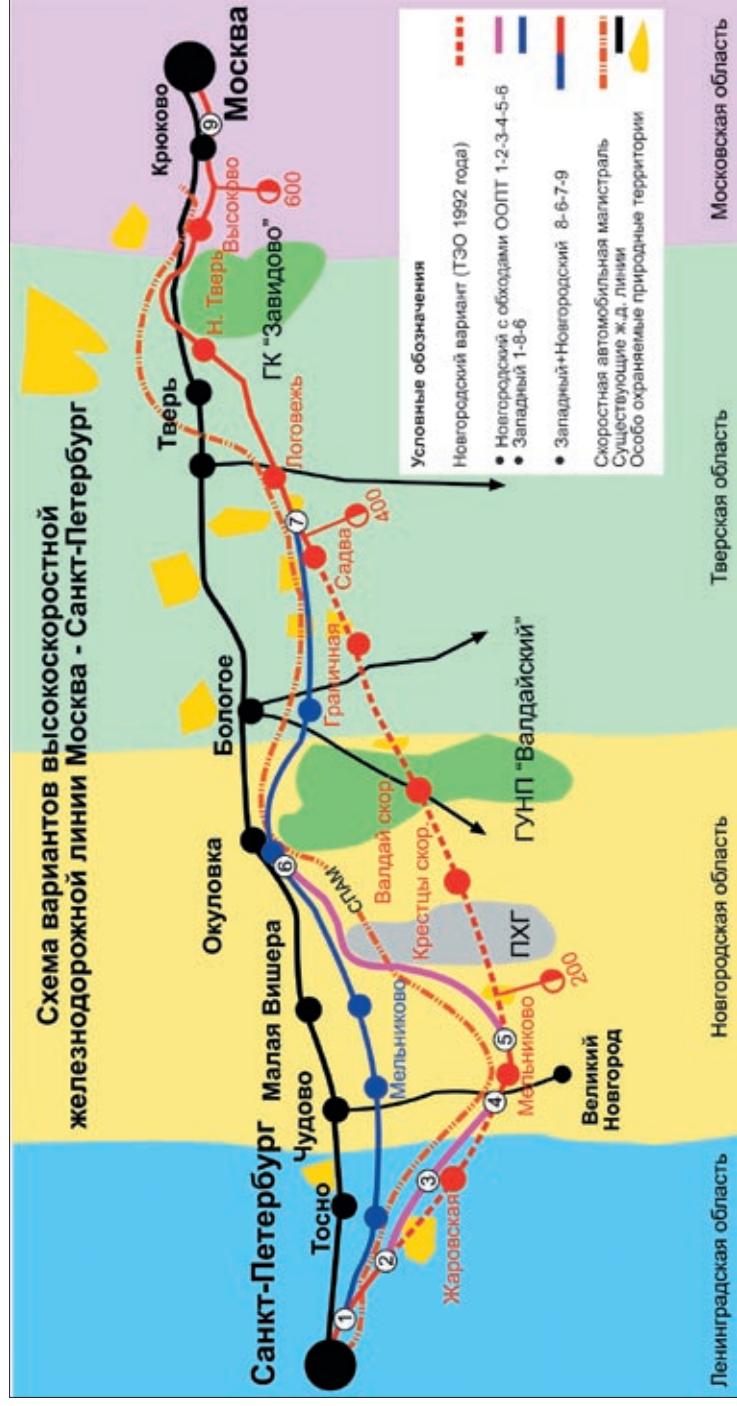 Схема вариантов высокоскоростной
железнодорожной линии Москва - Санкт-Петербург
Санкт-Петербург
Тосно
Чудово
Малая Вишера
Окуловка
Бологое
Тверь
Крюково
Москва
1
2
3
4
5
6
7
9
Жаровская
Мельниково
Мельниково
Великий
Новгород
200
ПХГ
СПАМ
Крестцы скор.
Валдай скор.
ГУНП "Валдайский"
Граничная
Садва
400
Логовежь
Н. Тверь
ГК "Завидово"
Высоково
600
Условные обозначения
Новгородский вариант (ТЭО 1992 года)
• Новгородский с обходами ООПТ 1-2-3-4-5-6
• Западный 1-8-6
• Западный+Новгородский 8-6-7-9
Скоростная автомобильная магистраль
Существующие ж.д. линии
Особо охраняемые природные территории
Ленинградская область
Новгородская область
Тверская область
Московская область